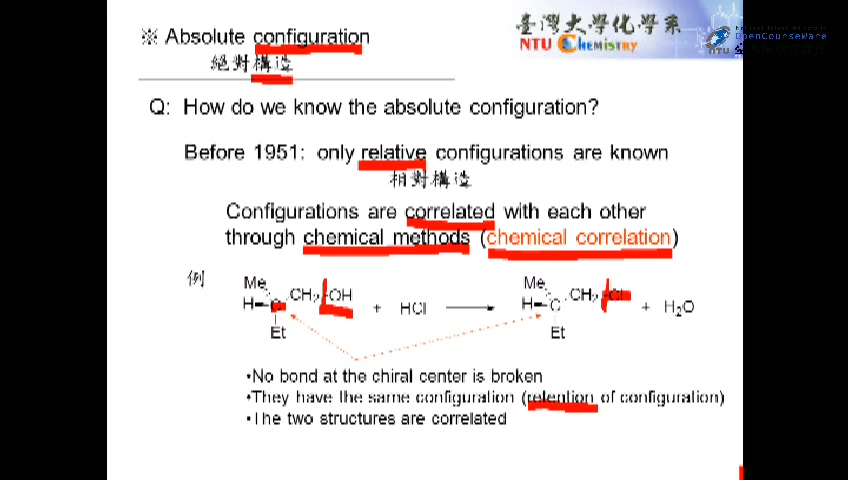 ※ Absolute configuration
絕對構造
臺灣大學化學系
NTU Chemistry
OpenCourseWare
NTU
Q: How do we know the absolute configuration?
Before 1951: only relative configurations are known
相對構造
Configurations are correlated with each other
through chemical methods (chemical correlation)
例
Me
H C CH2 OH + HCl
Et
Me
H C CH2 Cl + H2O
Et
•No bond at the chiral center is broken
•They have the same configuration (retention of configuration)
•The two structures are correlated